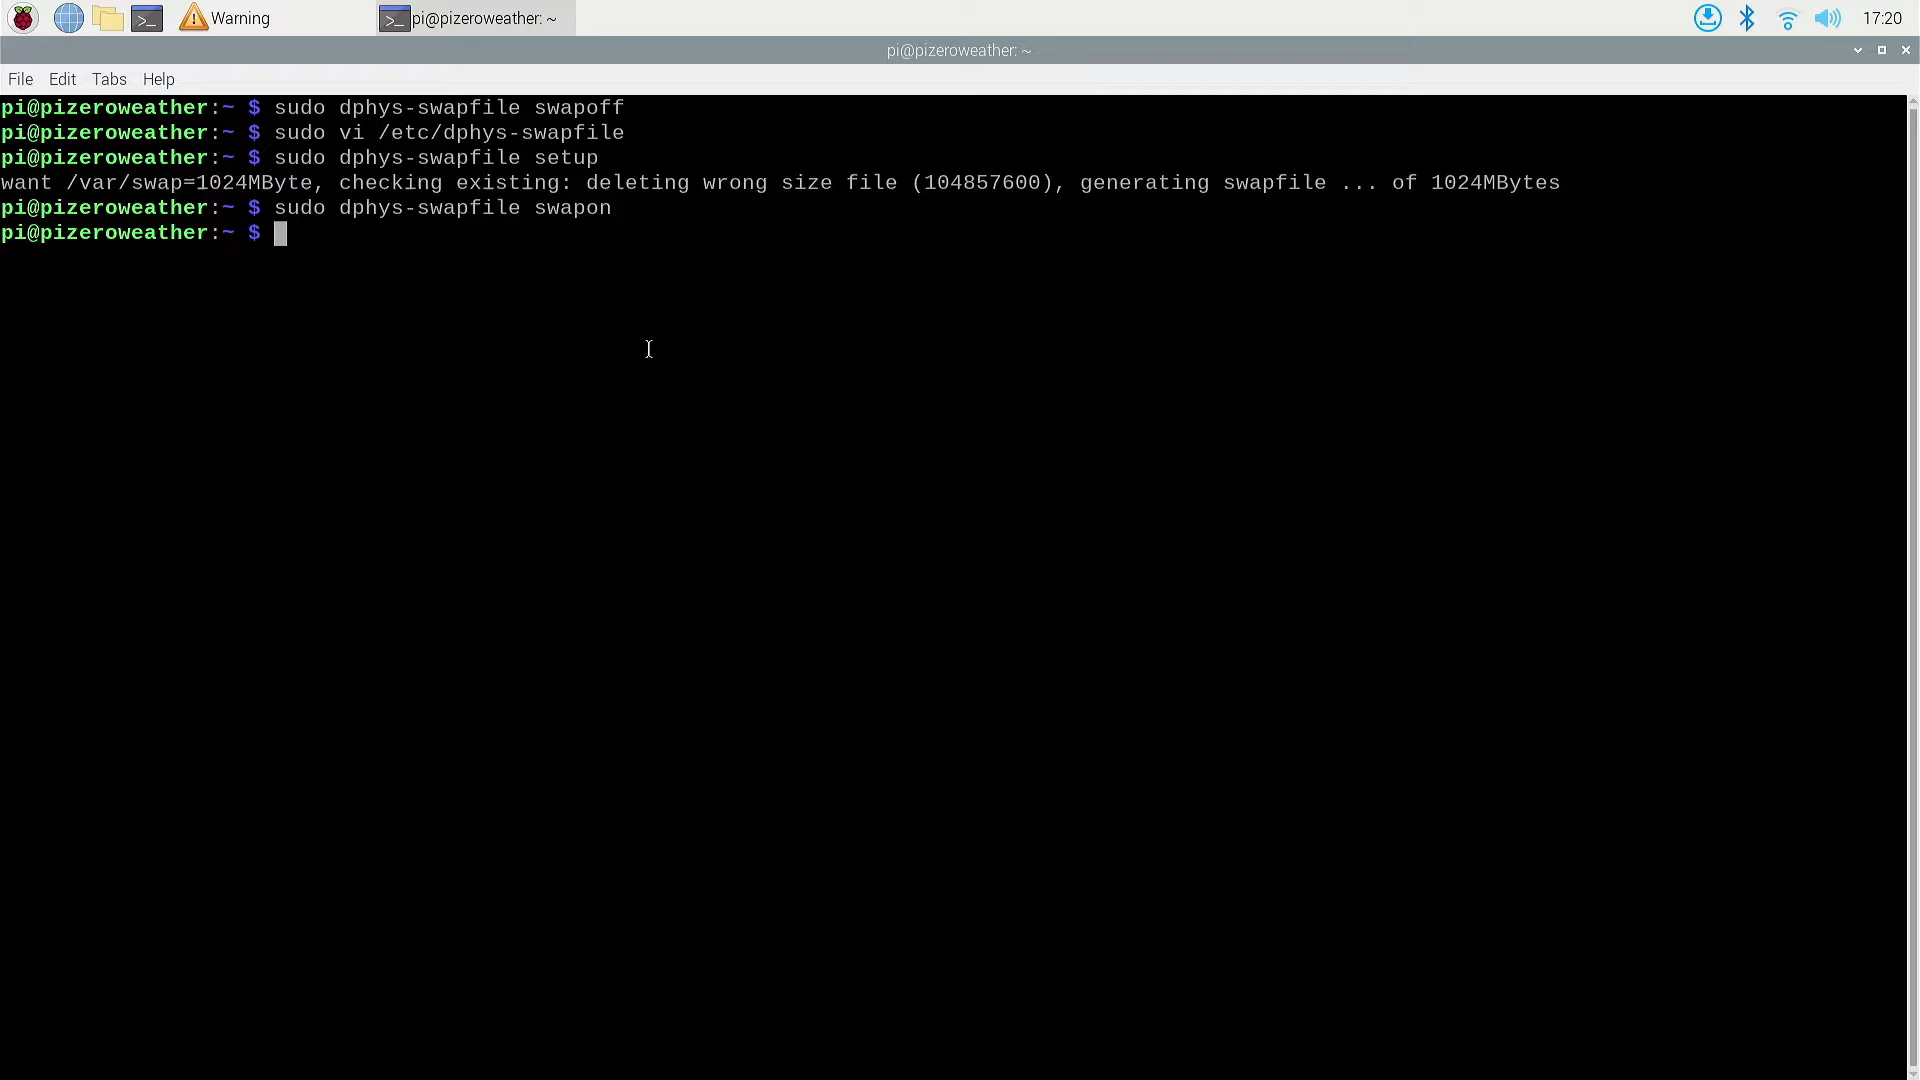 Warning
pi@pizeroweather: ~
17:20
pi@pizeroweather: ~
File Edit Tabs Help
pi@pizeroweather:~ $ sudo dphys-swapfile swapoff
pi@pizeroweather:~ $ sudo vi /etc/dphys-swapfile
pi@pizeroweather:~ $ sudo dphys-swapfile setup
want /var/swap=1024MByte, checking existing: deleting wrong size file (104857600), generating swapfile ... of 1024MBytes
pi@pizeroweather:~ $ sudo dphys-swapfile swapon
pi@pizeroweather:~ $